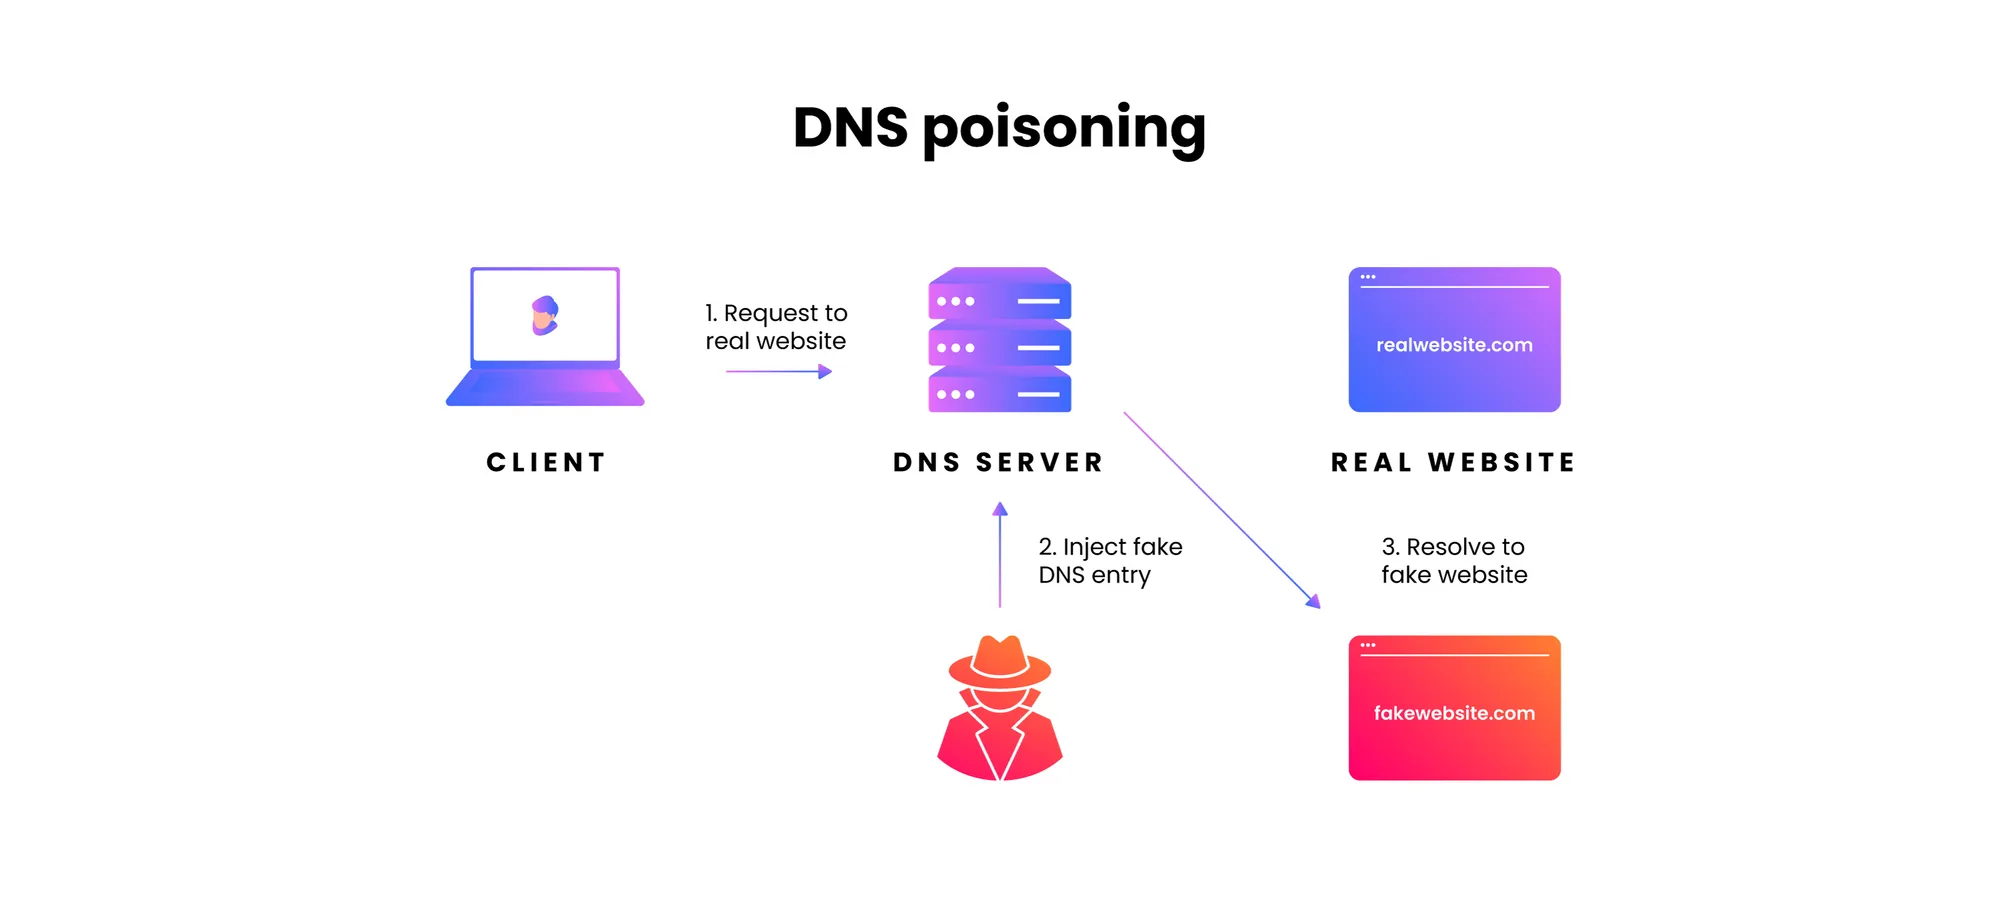 DNS poisoning
1. Request to
real website
realwebsite.com
CLIENT
DNS SERVER
REAL WEBSITE
2. Inject fake
DNS entry
3. Resolve to
fake website
fakewebsite.com